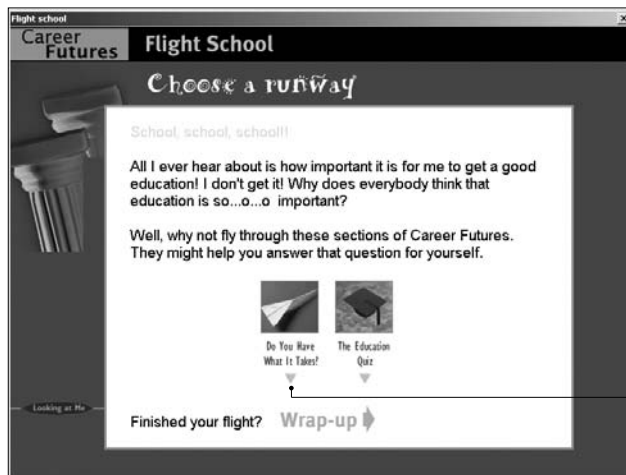 Flight school
Career
Futures
Flight School
Choose a runway
School, school, school!!
All I ever hear about is how important it is for me to get a good
education! I don't get it! Why does everybody think that
education is so...o...o important?
Well, why not fly through these sections of Career Futures.
They might help you answer that question for yourself.
Do You Have
What It Takes?
The Education
Quiz
Looking at Me
Finished your flight?
Wrap-up